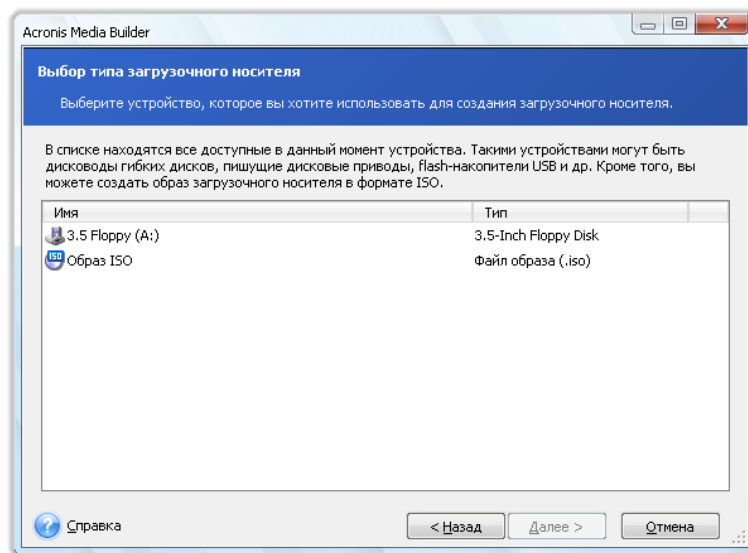 Acronis Media Builder
Выбор типа загрузочного носителя
Выберите устройство, которое вы хотите использовать для создания загрузочного носителя.
В списке находятся все доступные в данный момент устройства. Такими устройствами могут быть
дисководы гибких дисков, пишущие дисковые приводы, flash-накопители USB и др. Кроме того, вы
можете создать образ загрузочного носителя в формате ISO.
Имя Тип
3.5 Floppy (A:) 3.5-Inch Floppy Disk
ISO Образ ISO Файл образа (.iso)
Справка < Назад Далее > Отмена